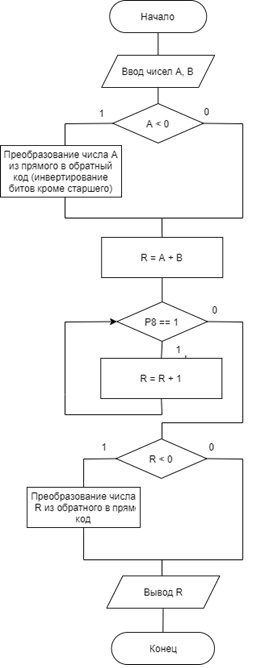 Начало
Ввод чисел A, B
1
0
A < 0
Преобразование числа A
из прямого в обратный
код (инвертирование
битов кроме старшего)
R = A + B
P8 == 1
0
1
R = R + 1
1
0
R < 0
Преобразование числа
R из обратного в прям
код
Вывод R
Конец